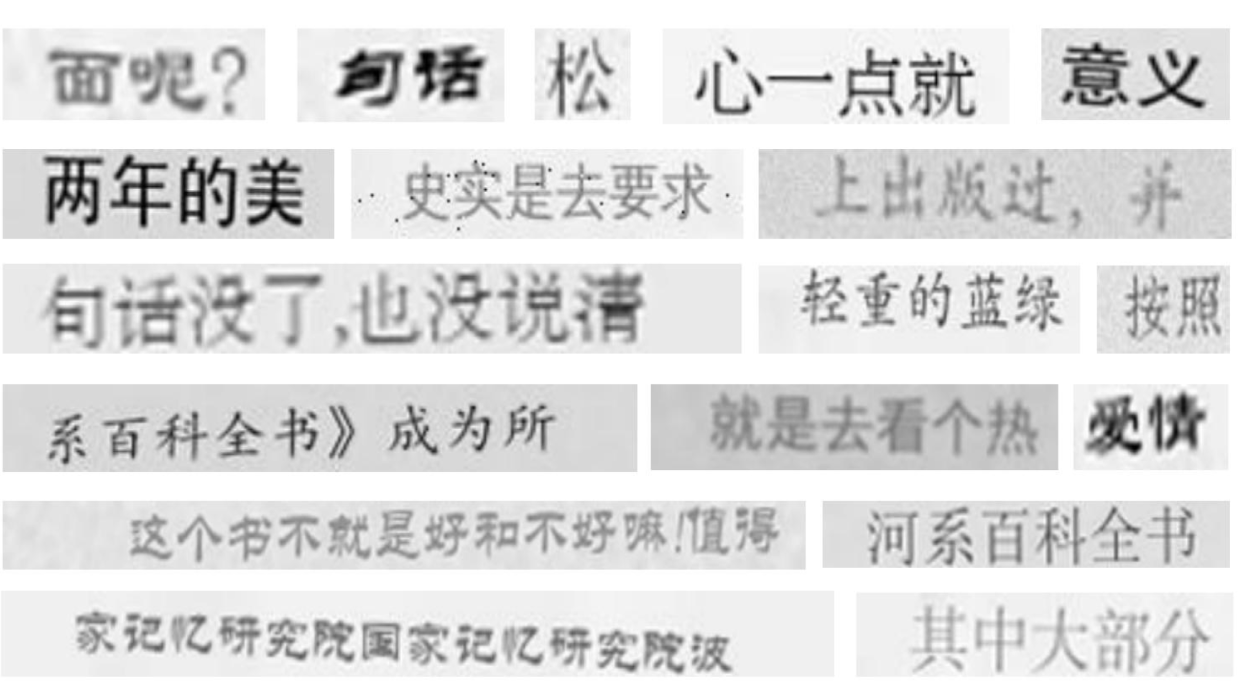 面呢？
句话
松
心一点就
意义
两年的美
史实是去要求
上出版过，并
句话没了,也没说清
轻重的蓝绿
按照
系百科全书》成为所
就是去看个热
爱情
这个书不就是好和不好嘛!值得
河系百科全书
家记忆研究院国家记忆研究院波
其中大部分